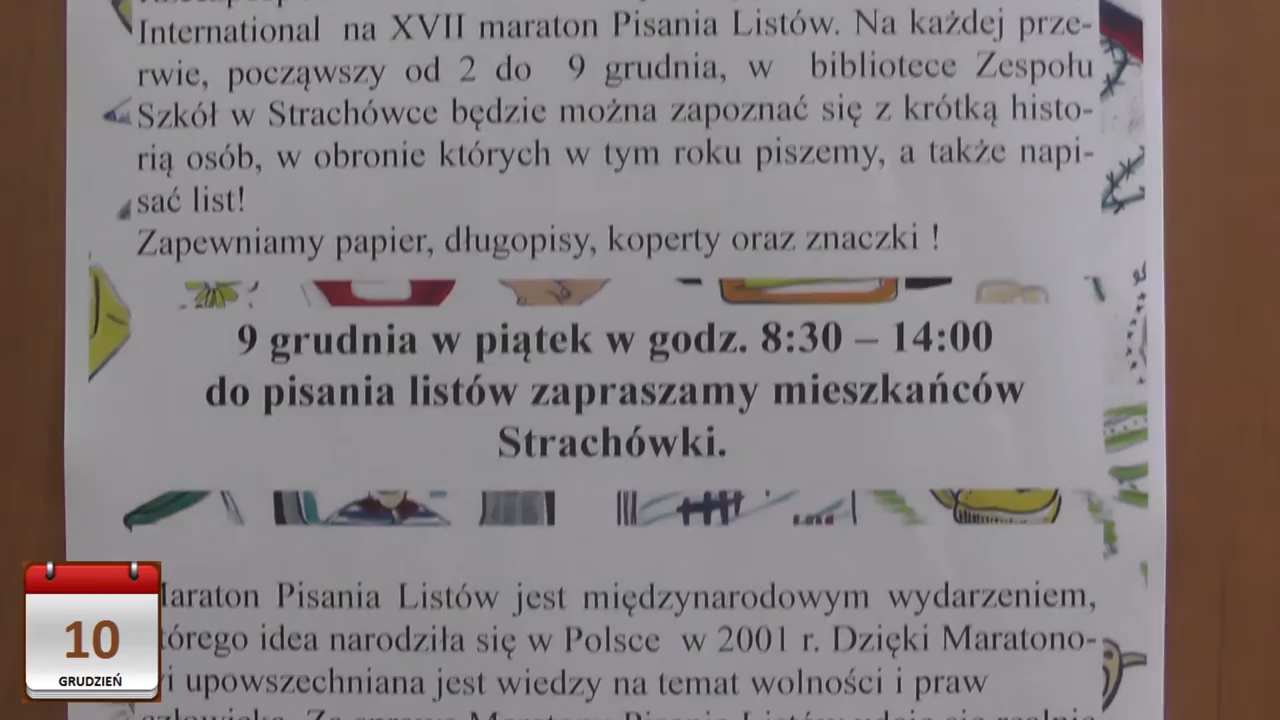 International na XVII maraton Pisania Listów. Na każdej prze-
rwie, począwszy od 2 do 9 grudnia, w bibliotece Zespołu
Szkół w Strachówce będzie można zapoznać się z krótką histo-
rią osób, w obronie których w tym roku piszemy, a także napi-
sać list!
Zapewniamy papier, długopisy, koperty oraz znaczki !
9 grudnia w piątek w godz. 8:30 – 14:00
do pisania listów zapraszamy mieszkańców
Strachówki.
Maraton Pisania Listów jest międzynarodowym wydarzeniem,
którego idea narodziła się w Polsce w 2001 r. Dzięki Maratono-
wi upowszechniana jest wiedzy na temat wolności i praw
10
GRUDZIEŃ